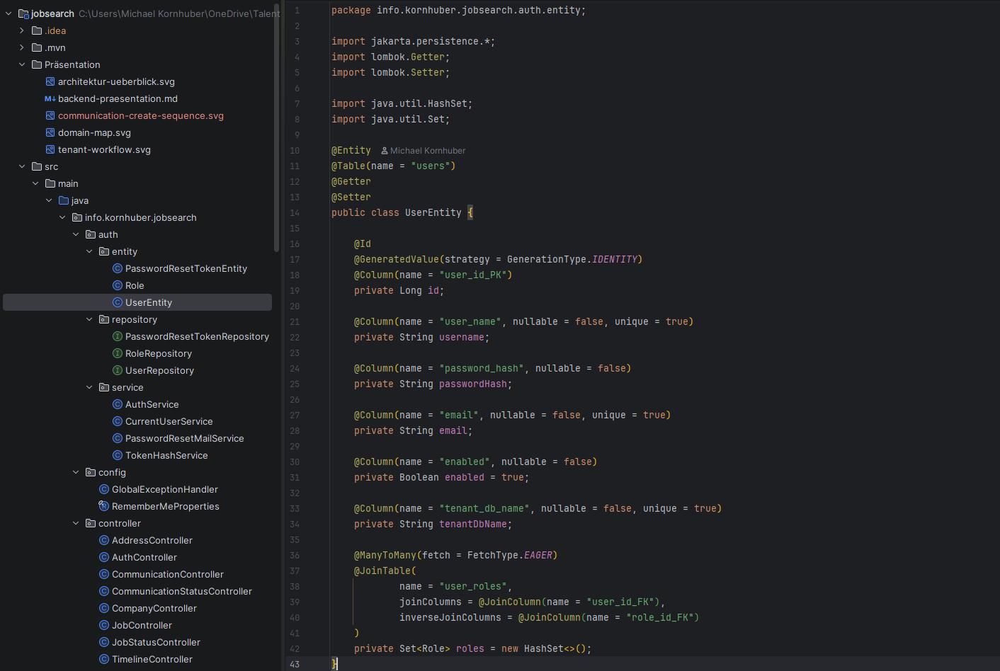 jobsearch C:\Users\Michael Kornhuber\OneDrive\Talent
.idea
.mvn
Präsentation
architektur-ueberblick.svg
M↓ backend-praesentation.md
communication-create-sequence.svg
domain-map.svg
tenant-workflow.svg
src
main
java
info.kornhuber.jobsearch
auth
entity
C PasswordResetTokenEntity
C Role
C UserEntity
repository
I PasswordResetTokenRepository
I RoleRepository
I UserRepository
service
C AuthService
C CurrentUserService
C PasswordResetMailService
C TokenHashService
config
C GlobalExceptionHandler
R RememberMeProperties
controller
C AddressController
C AuthController
C CommunicationController
C CommunicationStatusController
C CompanyController
C JobController
C JobStatusController
C TimelineController
1 package info.kornhuber.jobsearch.auth.entity;
2
3 import jakarta.persistence.*;
4 import lombok.Getter;
5 import lombok.Setter;
6
7 import java.util.HashSet;
8 import java.util.Set;
9
10 @Entity Michael Kornhuber
11 @Table(name = "users")
12 @Getter
13 @Setter
14 public class UserEntity {
15
16 @Id
17 @GeneratedValue(strategy = GenerationType.IDENTITY)
18 @Column(name = "user_id_PK")
19 private Long id;
20
21 @Column(name = "user_name", nullable = false, unique = true)
22 private String username;
23
24 @Column(name = "password_hash", nullable = false)
25 private String passwordHash;
26
27 @Column(name = "email", nullable = false, unique = true)
28 private String email;
29
30 @Column(name = "enabled", nullable = false)
31 private Boolean enabled = true;
32
33 @Column(name = "tenant_db_name", nullable = false, unique = true)
34 private String tenantDbName;
35
36 @ManyToMany(fetch = FetchType.EAGER)
37 @JoinTable(
38 name = "user_roles",
39 joinColumns = @JoinColumn(name = "user_id_FK"),
40 inverseJoinColumns = @JoinColumn(name = "role_id_FK")
41 )
42 private Set<Role> roles = new HashSet<>();
43 }